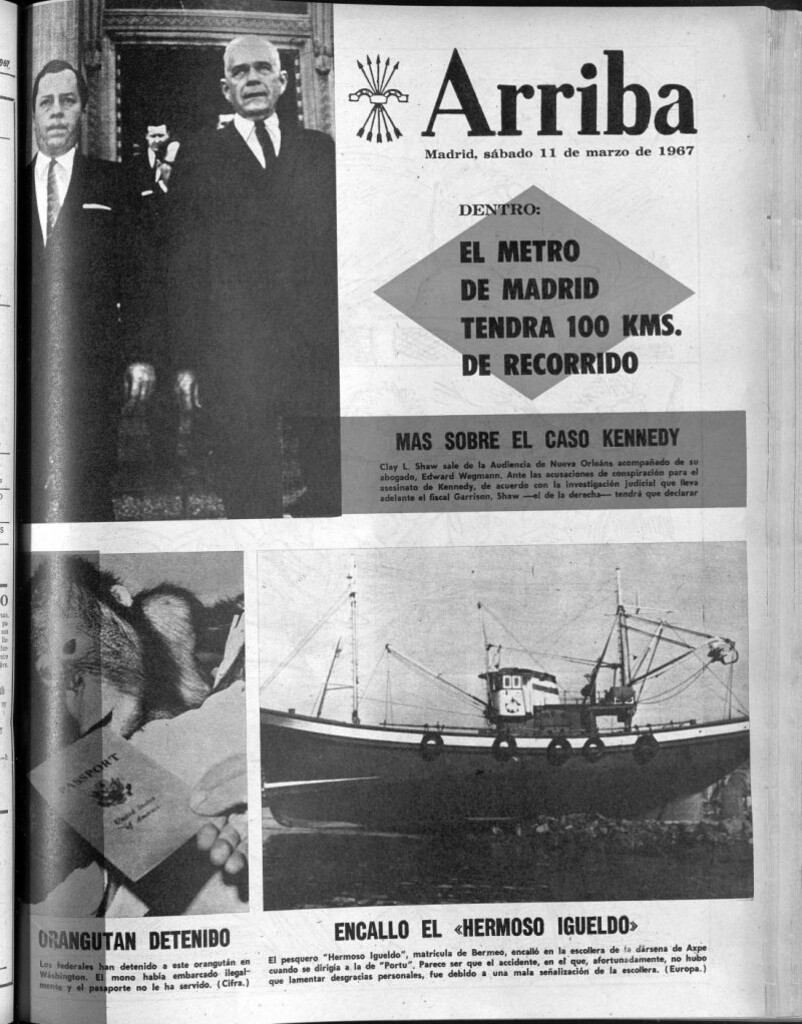 Arriba
Madrid, sábado 11 de marzo de 1967
DENTRO:
EL METRO
DE MADRID
TENDRA 100 KMS.
DE RECORRIDO
MAS SOBRE EL CASO KENNEDY
Clay L. Shaw sale de la Audiencia de Nueva Orleáns acompañado de su
abogado, Edward Wegmann. Ante las acusaciones de conspiración para el
asesinato de Kennedy, de acuerdo con la investigación judicial que lleva
adelante el fiscal Garrison, Shaw —el de la derecha— tendrá que declarar
PASSPORT
United States
of America
ORANGUTAN DETENIDO
Los federales han detenido a este orangután en
Wáshington. El mono había embarcado ilegal-
mente y el pasaporte no le ha servido. (Cifra.)
ENCALLO EL «HERMOSO IGUELDO»
El pesquero "Hermoso Igueldo", matrícula de Bermeo, encalló en la escollera de la dársena de Axpe
cuando se dirigía a la de "Portu". Parece ser que el accidente, en el que, afortunadamente, no hubo
que lamentar desgracias personales, fue debido a una mala señalización de la escollera. (Europa.)